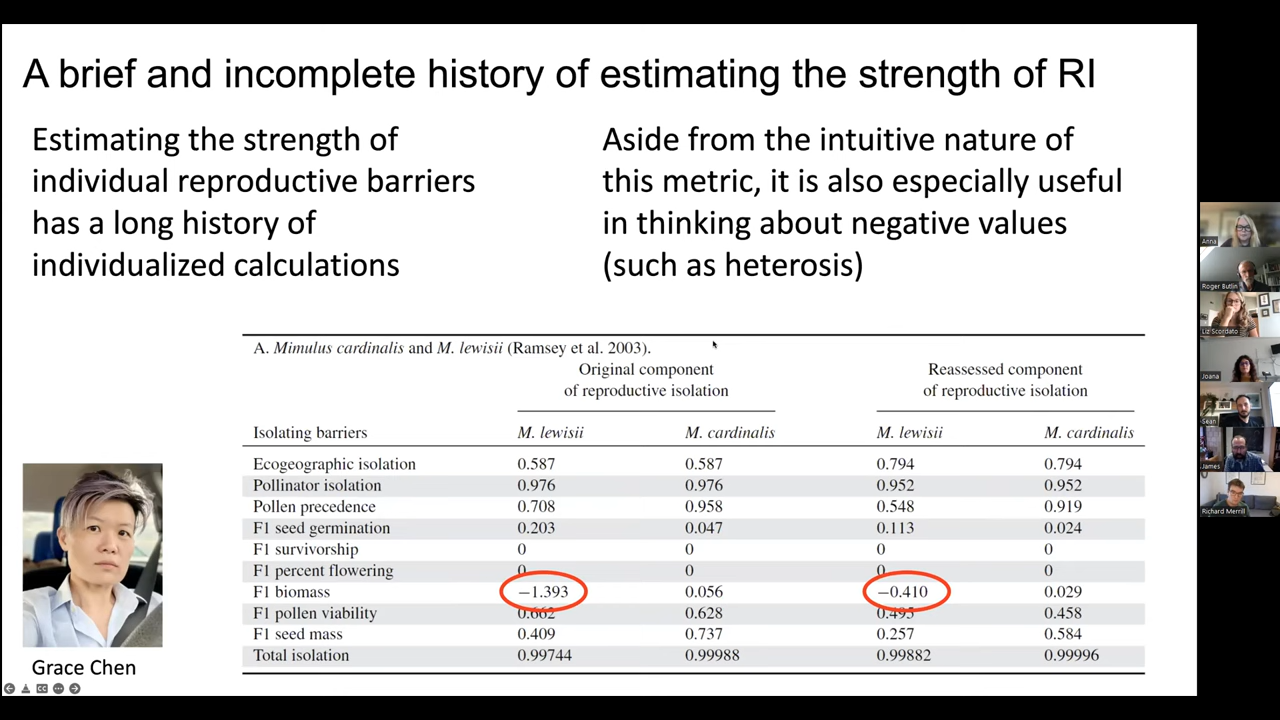 A brief and incomplete history of estimating the strength of RI
Estimating the strength of
individual reproductive barriers
has a long history of
individualized calculations
Aside from the intuitive nature of
this metric, it is also especially useful
in thinking about negative values
(such as heterosis)
A. Mimulus cardinalis and M. lewisii (Ramsey et al. 2003).
Original component
of reproductive isolation
Reassessed component
of reproductive isolation
Isolating barriers M. lewisii M. cardinalis M. lewisii M. cardinalis
Ecogeographic isolation 0.587 0.587 0.794 0.794
Pollinator isolation 0.976 0.976 0.952 0.952
Pollen precedence 0.708 0.958 0.548 0.919
F1 seed germination 0.203 0.047 0.113 0.024
F1 survivorship 0 0 0 0
F1 percent flowering 0 0 0 0
F1 biomass −1.393 0.056 −0.410 0.029
F1 pollen viability 0.662 0.628 0.495 0.458
F1 seed mass 0.409 0.737 0.257 0.584
Total isolation 0.99744 0.99988 0.99882 0.99996
Grace Chen
Anna
Roger Butlin
Liz Scordato
Joana
Sean
James
Richard Merrill